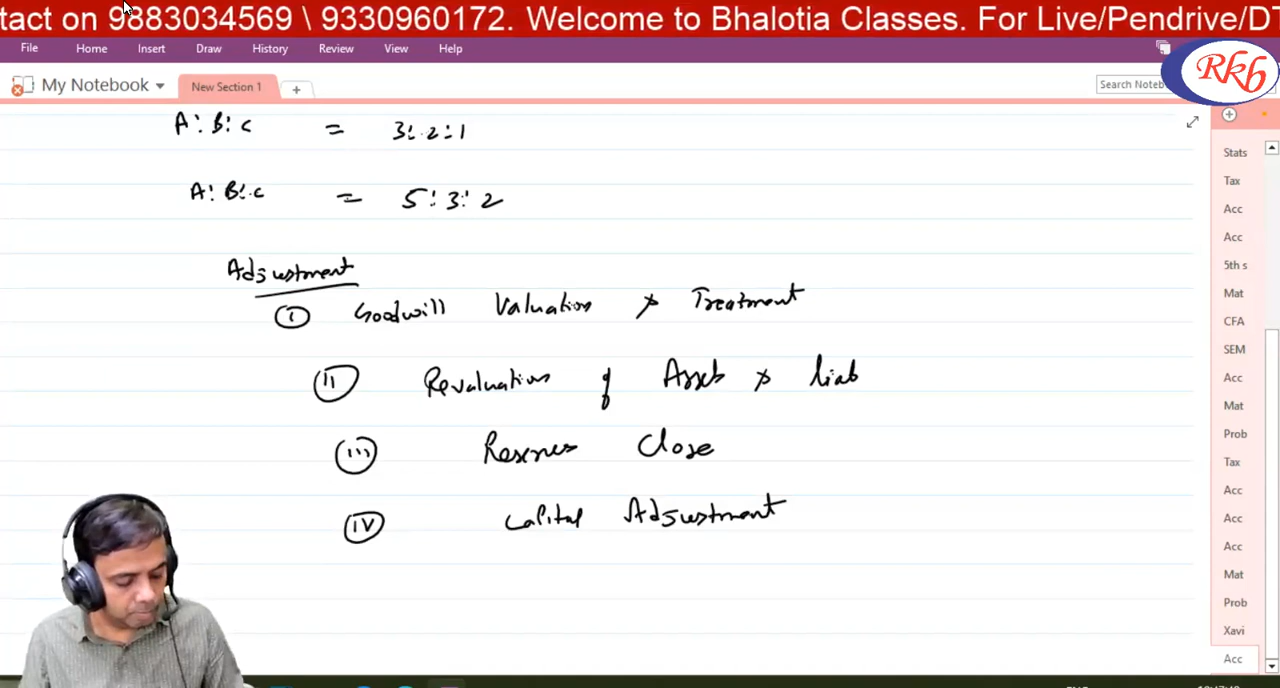 tact on 9883034569 \ 9330960172. Welcome to Bhalotia Classes. For Live/Pendrive/DT
File Home Insert Draw History Review View Help
Rkb
My Notebook New Section 1 + Search Noteb
A : B : C = 3 : 2 : 1
A : B : C = 5 : 3 : 2
Adjustment
(i) Goodwill Valuation & Treatment
(ii) Revaluation of Asset & liab
(iii) Reserves Close
(iv) Capital Adjustment
Stats
Tax
Acc
Acc
5th s
Mat
CFA
SEM
Acc
Mat
Prob
Tax
Acc
Acc
Acc
Mat
Prob
Xavi
Acc